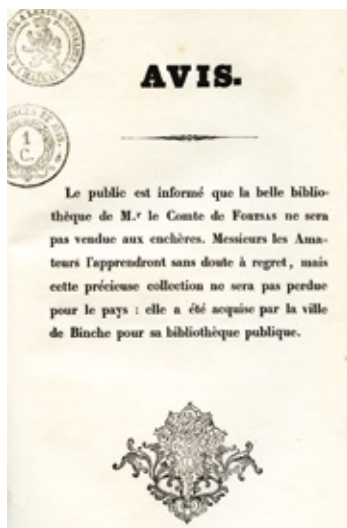 1
C.
AVIS.
Le public est informé que la belle biblio-
thèque de M.r le Comte de FORTSAS ne sera
pas vendue aux enchères. Messieurs les Ama-
teurs l'apprendront sans doute à regret, mais
cette précieuse collection ne sera pas perdue
pour le pays : elle a été acquise par la ville
de Binche pour sa bibliothèque publique.